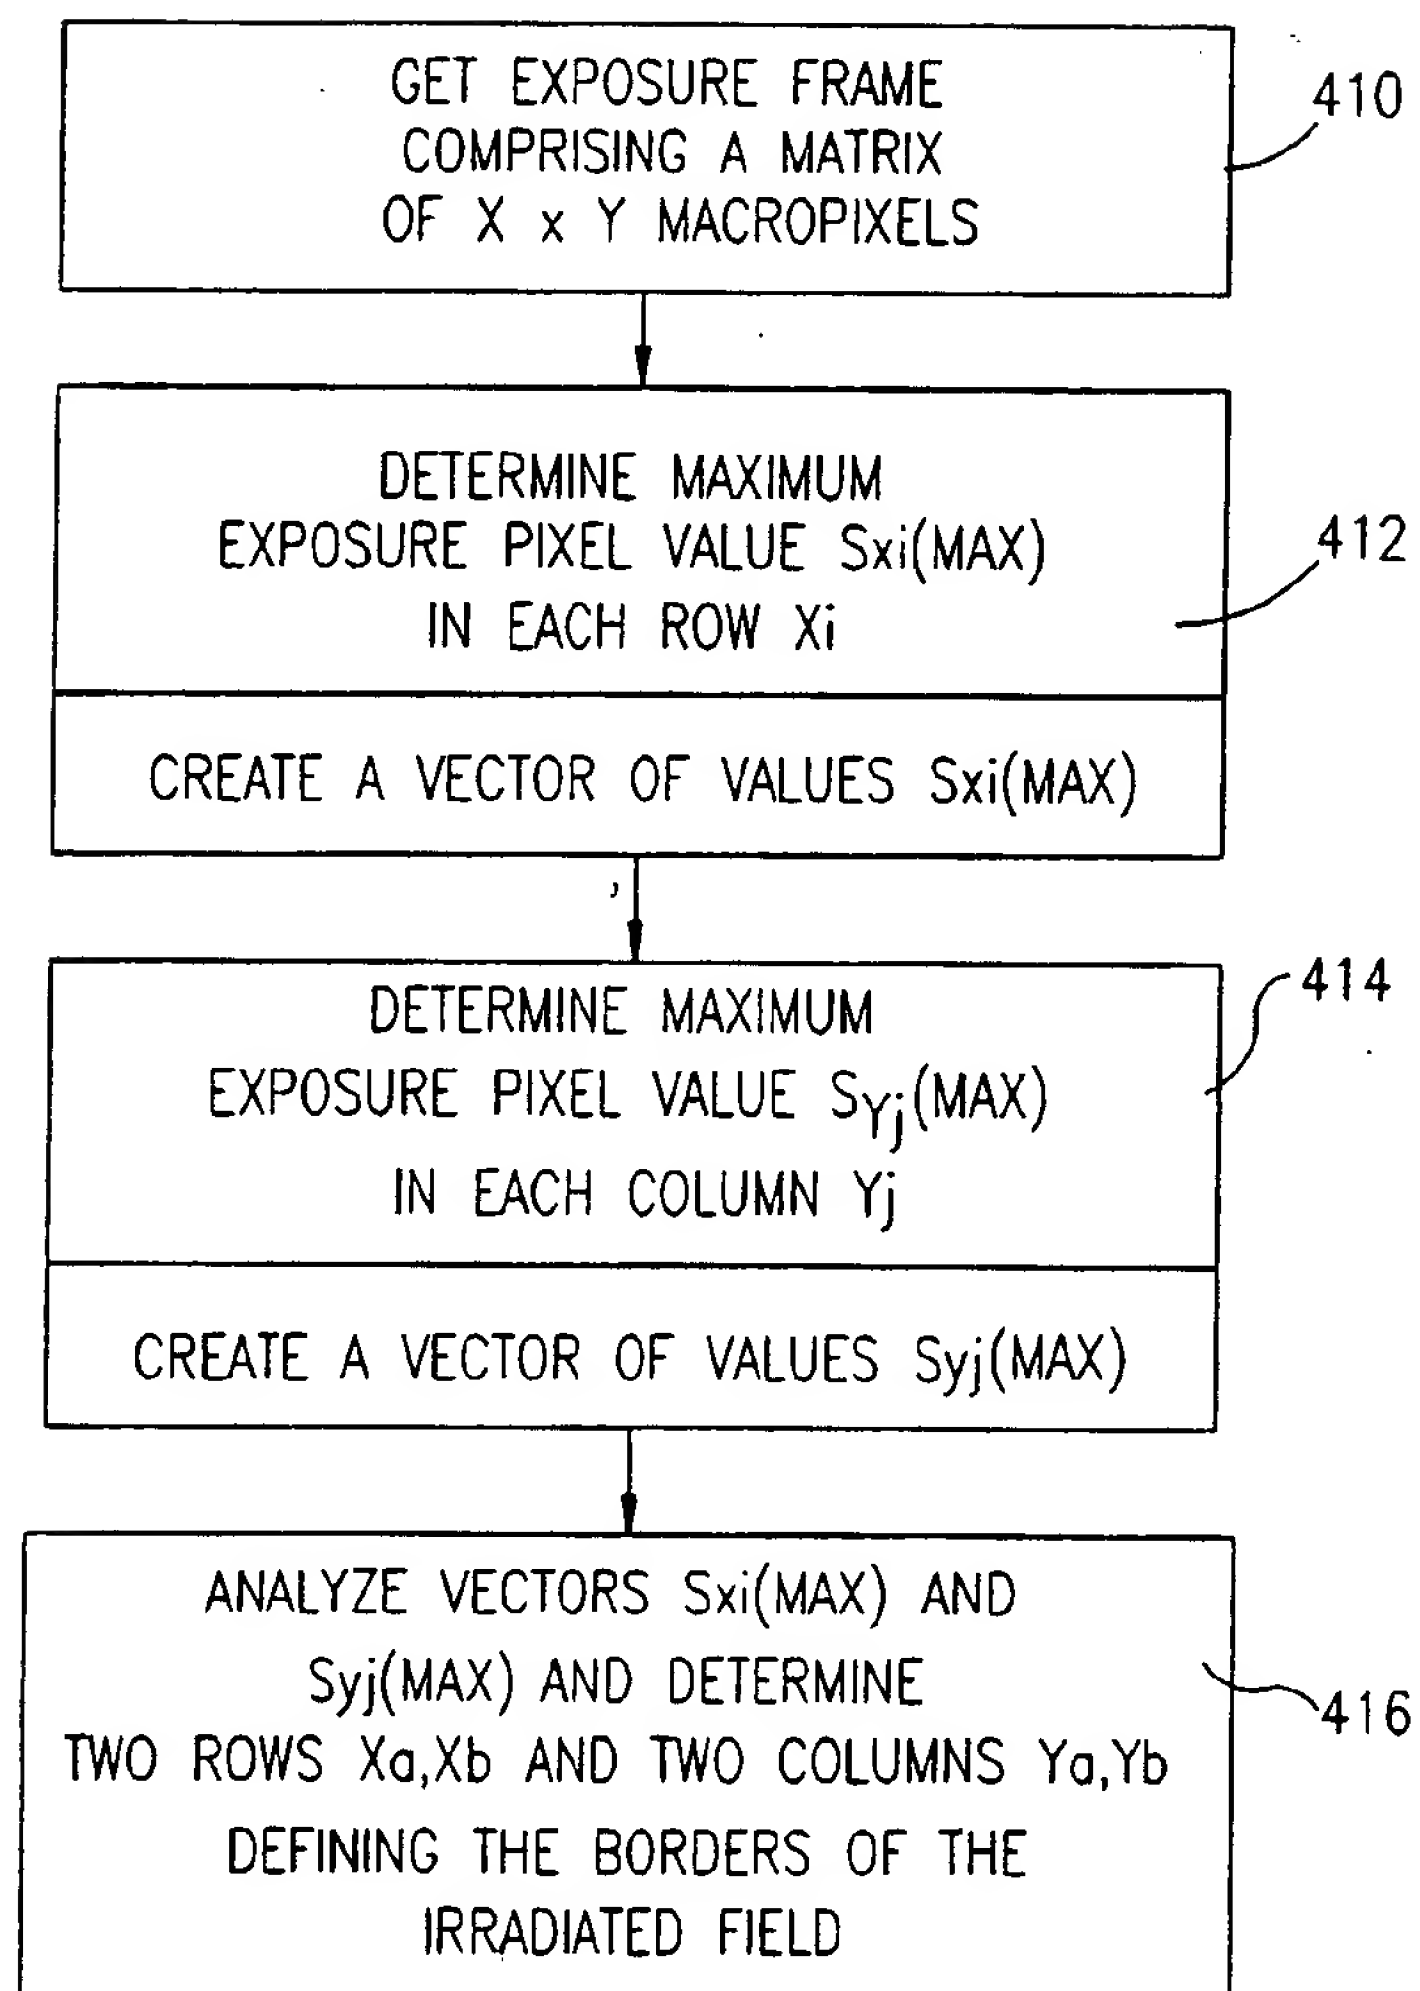 GET EXPOSURE FRAME
COMPRISING A MATRIX
OF X x Y MACROPIXELS
410
DETERMINE MAXIMUM
EXPOSURE PIXEL VALUE Sxi(MAX)
IN EACH ROW Xi
412
CREATE A VECTOR OF VALUES Sxi(MAX)
DETERMINE MAXIMUM
EXPOSURE PIXEL VALUE SYj(MAX)
IN EACH COLUMN Yj
414
CREATE A VECTOR OF VALUES Syj(MAX)
ANALYZE VECTORS Sxi(MAX) AND
Syj(MAX) AND DETERMINE
TWO ROWS Xa,Xb AND TWO COLUMNS Ya,Yb
DEFINING THE BORDERS OF THE
IRRADIATED FIELD
416